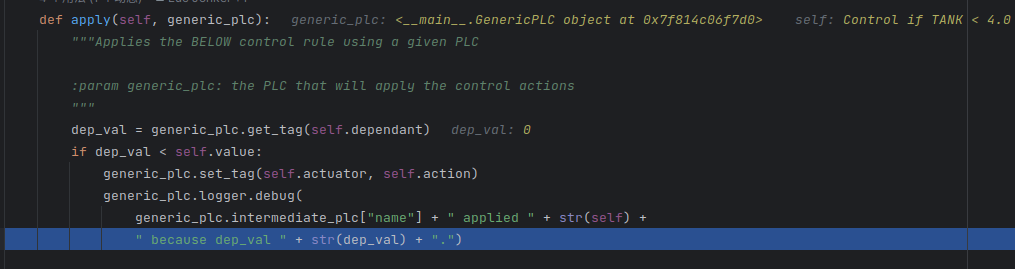 def apply(self, generic_plc):   generic_plc: <__main__.GenericPLC object at 0x7f814c06f7d0>    self: Control if TANK < 4.0
    """Applies the BELOW control rule using a given PLC

    :param generic_plc: the PLC that will apply the control actions
    """
    dep_val = generic_plc.get_tag(self.dependant)   dep_val: 0
    if dep_val < self.value:
        generic_plc.set_tag(self.actuator, self.action)
        generic_plc.logger.debug(
            generic_plc.intermediate_plc["name"] + " applied " + str(self) +
            " because dep_val " + str(dep_val) + ".")